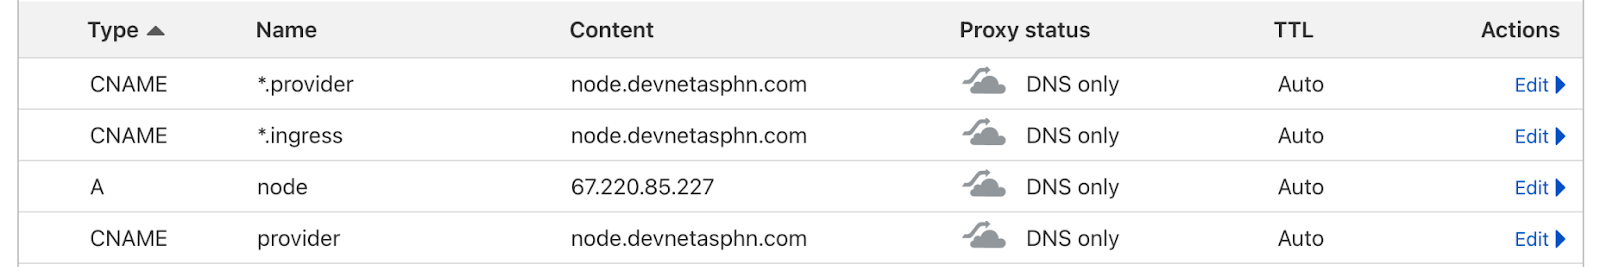 Type Name Content Proxy status TTL Actions
CNAME *.provider node.devnetasphn.com DNS only Auto Edit
CNAME *.ingress node.devnetasphn.com DNS only Auto Edit
A node 67.220.85.227 DNS only Auto Edit
CNAME provider node.devnetasphn.com DNS only Auto Edit